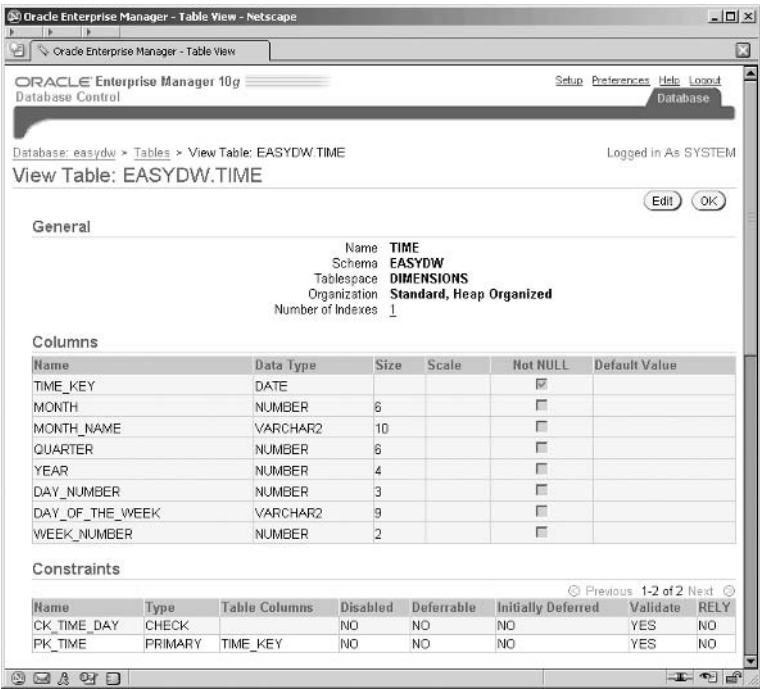 Oracle Enterprise Manager - Table View - Netscape
Oracle Enterprise Manager - Table View
ORACLE Enterprise Manager 10g
Database Control
Setup Preferences Help Logout
Database
Database: easydw > Tables > View Table: EASYDW.TIME
Logged in As SYSTEM
View Table: EASYDW.TIME
Edit OK
General
Name TIME
Schema EASYDW
Tablespace DIMENSIONS
Organization Standard, Heap Organized
Number of Indexes 1
Columns
Name Data Type Size Scale Not NULL Default Value
TIME_KEY DATE
MONTH NUMBER 6
MONTH_NAME VARCHAR2 10
QUARTER NUMBER 6
YEAR NUMBER 4
DAY_NUMBER NUMBER 3
DAY_OF_THE_WEEK VARCHAR2 9
WEEK_NUMBER NUMBER 2
Constraints
Previous 1-2 of 2 Next
Name Type Table Columns Disabled Deferrable Initially Deferred Validate RELY
CK_TIME_DAY CHECK NO NO NO YES NO
PK_TIME PRIMARY TIME_KEY NO NO NO YES NO